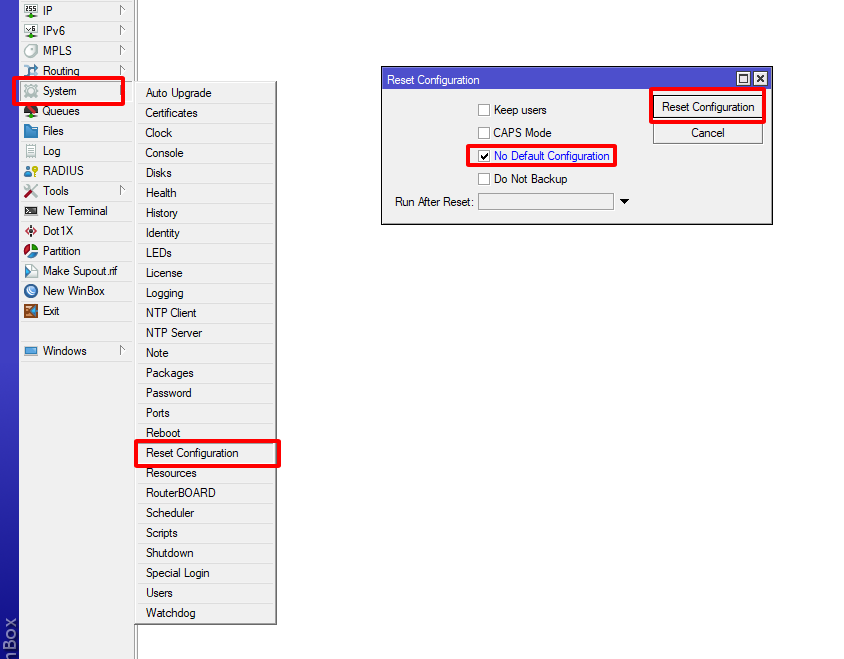 IP
IPv6
MPLS
Routing
System
Queues
Files
Log
RADIUS
Tools
New Terminal
Dot1X
Partition
Make Supout.rif
New WinBox
Exit
Windows
Auto Upgrade
Certificates
Clock
Console
Disks
Health
History
Identity
LEDs
License
Logging
NTP Client
NTP Server
Note
Packages
Password
Ports
Reboot
Reset Configuration
Resources
RouterBOARD
Scheduler
Scripts
Shutdown
Special Login
Users
Watchdog
Reset Configuration
Keep users
CAPS Mode
No Default Configuration
Do Not Backup
Run After Reset:
Reset Configuration
Cancel
nBox